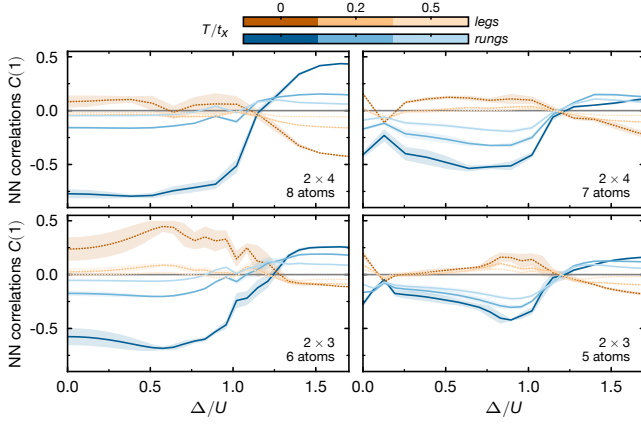 0 0.2 0.5
T/tx legs
rungs
NN correlations C(1)
0.5
0.0
-0.5
2 × 4
8 atoms
2 × 4
7 atoms
NN correlations C(1)
0.5
0.0
-0.5
2 × 3
6 atoms
2 × 3
5 atoms
0.0 0.5 1.0 1.5
0.0 0.5 1.0 1.5
Δ/U
Δ/U